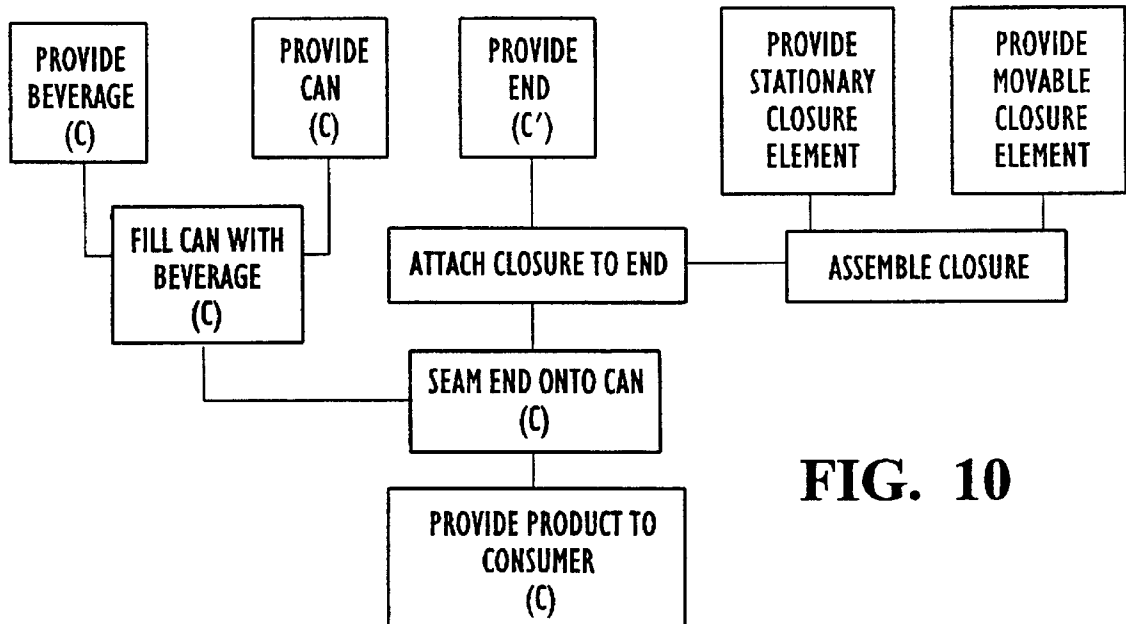 PROVIDE
BEVERAGE
(C)
PROVIDE
CAN
(C)
PROVIDE
END
(C')
PROVIDE
STATIONARY
CLOSURE
ELEMENT
PROVIDE
MOVABLE
CLOSURE
ELEMENT
FILL CAN WITH
BEVERAGE
(C)
ATTACH CLOSURE TO END
ASSEMBLE CLOSURE
SEAM END ONTO CAN
(C)
FIG. 10
PROVIDE PRODUCT TO
CONSUMER
(C)